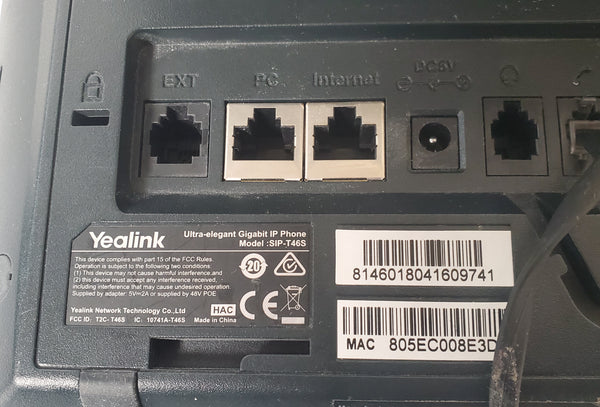 EXT PC Internet DC5V
Yealink
Ultra-elegant Gigabit IP Phone
Model :SIP-T46S
This device complies with part 15 of the FCC Rules.
Operation is subject to the following two conditions
(1) This device may not cause harmful interference,and
(2) this device must accept any interference received,
including interference that may cause undesired operation.
Supplied by adapter: 5V⎓2A or supplied by 48V POE
20
Yealink Network Technology Co.,Ltd
HAC
CE
FCC ID: T2C- T46S IC: 10741A-T46S Made in China
8146018041609741
MAC 805EC008E3D